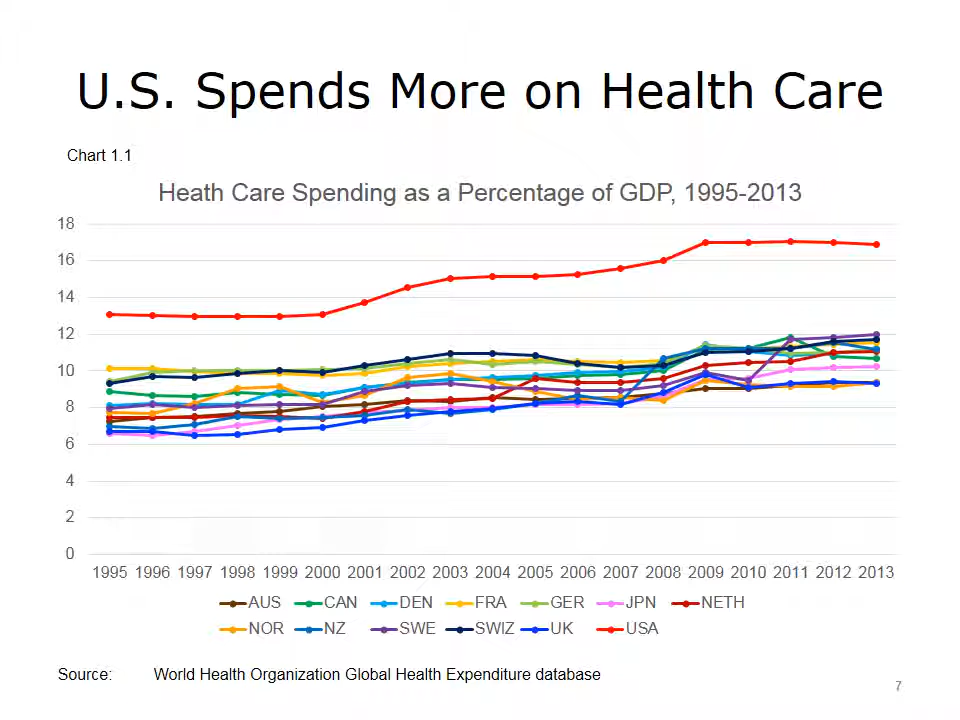 U.S. Spends More on Health Care
Chart 1.1
Heath Care Spending as a Percentage of GDP, 1995-2013
18
16
14
12
10
8
6
4
2
0
1995 1996 1997 1998 1999 2000 2001 2002 2003 2004 2005 2006 2007 2008 2009 2010 2011 2012 2013
AUS CAN DEN FRA GER JPN NETH
NOR NZ SWE SWIZ UK USA
Source: World Health Organization Global Health Expenditure database
7